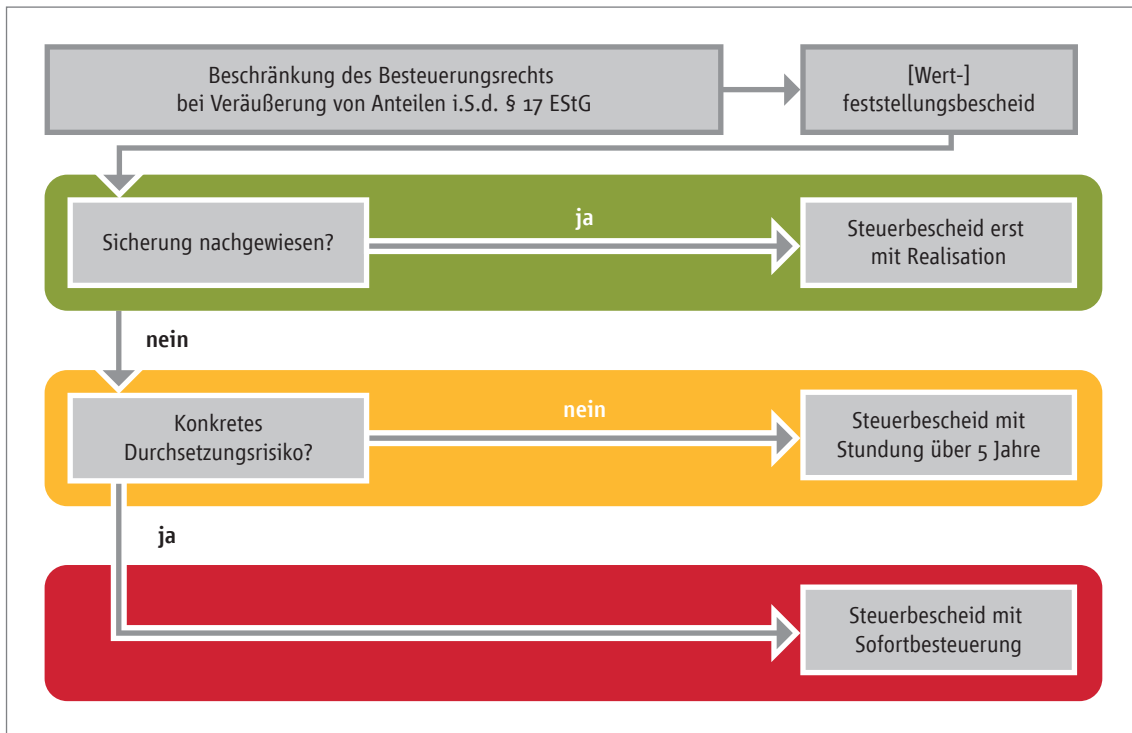 Beschränkung des Besteuerungsrechts
bei Veräußerung von Anteilen i.S.d. § 17 EStG
[Wert-]
feststellungsbescheid
Sicherung nachgewiesen?
ja
Steuerbescheid erst
mit Realisation
nein
Konkretes
Durchsetzungsrisiko?
nein
Steuerbescheid mit
Stundung über 5 Jahre
ja
Steuerbescheid mit
Sofortbesteuerung